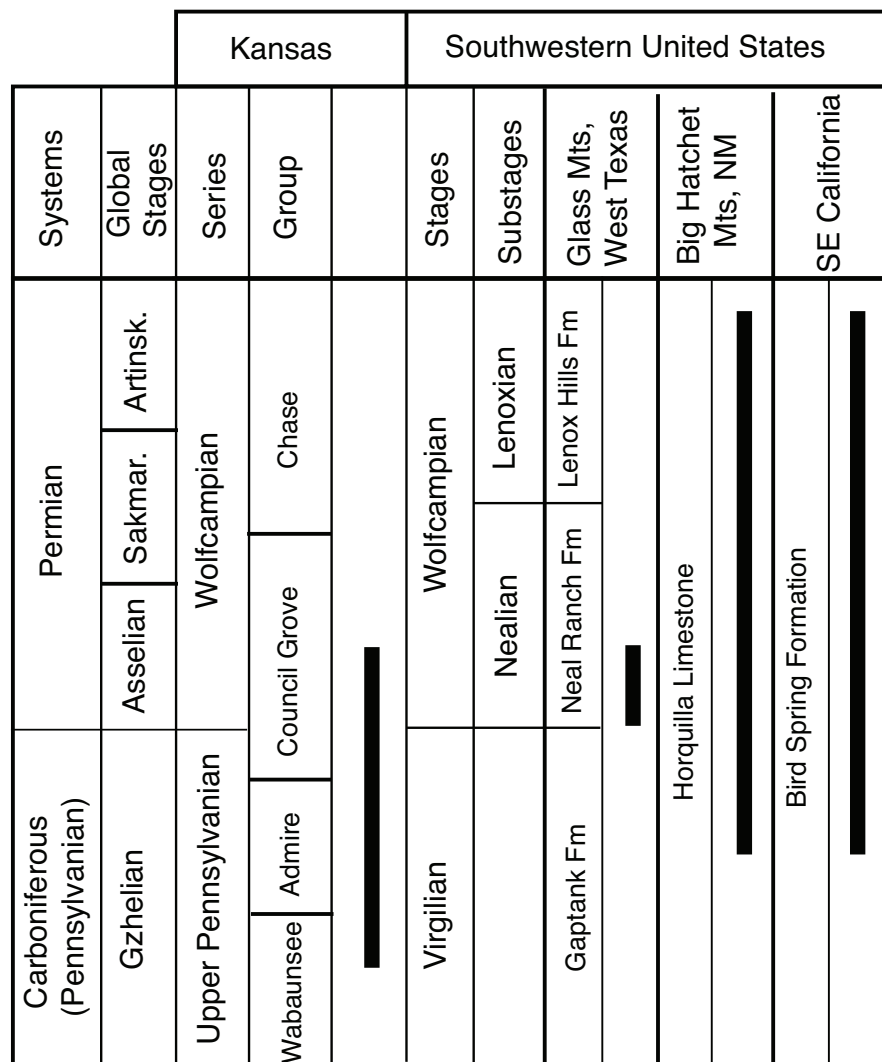 Kansas
Southwestern United States
Systems
Global
Stages
Series
Group
Stages
Substages
Glass Mts,
West Texas
Big Hatchet
Mts, NM
SE California
Permian
Carboniferous
(Pennsylvanian)
Artinsk.
Sakmar.
Asselian
Gzhelian
Wolfcampian
Upper Pennsylvanian
Chase
Council Grove
Admire
Wabaunsee
Wolfcampian
Virgilian
Lenoxian
Nealian
Lenox Hills Fm
Neal Ranch Fm
Gaptank Fm
Horquilla Limestone
Bird Spring Formation